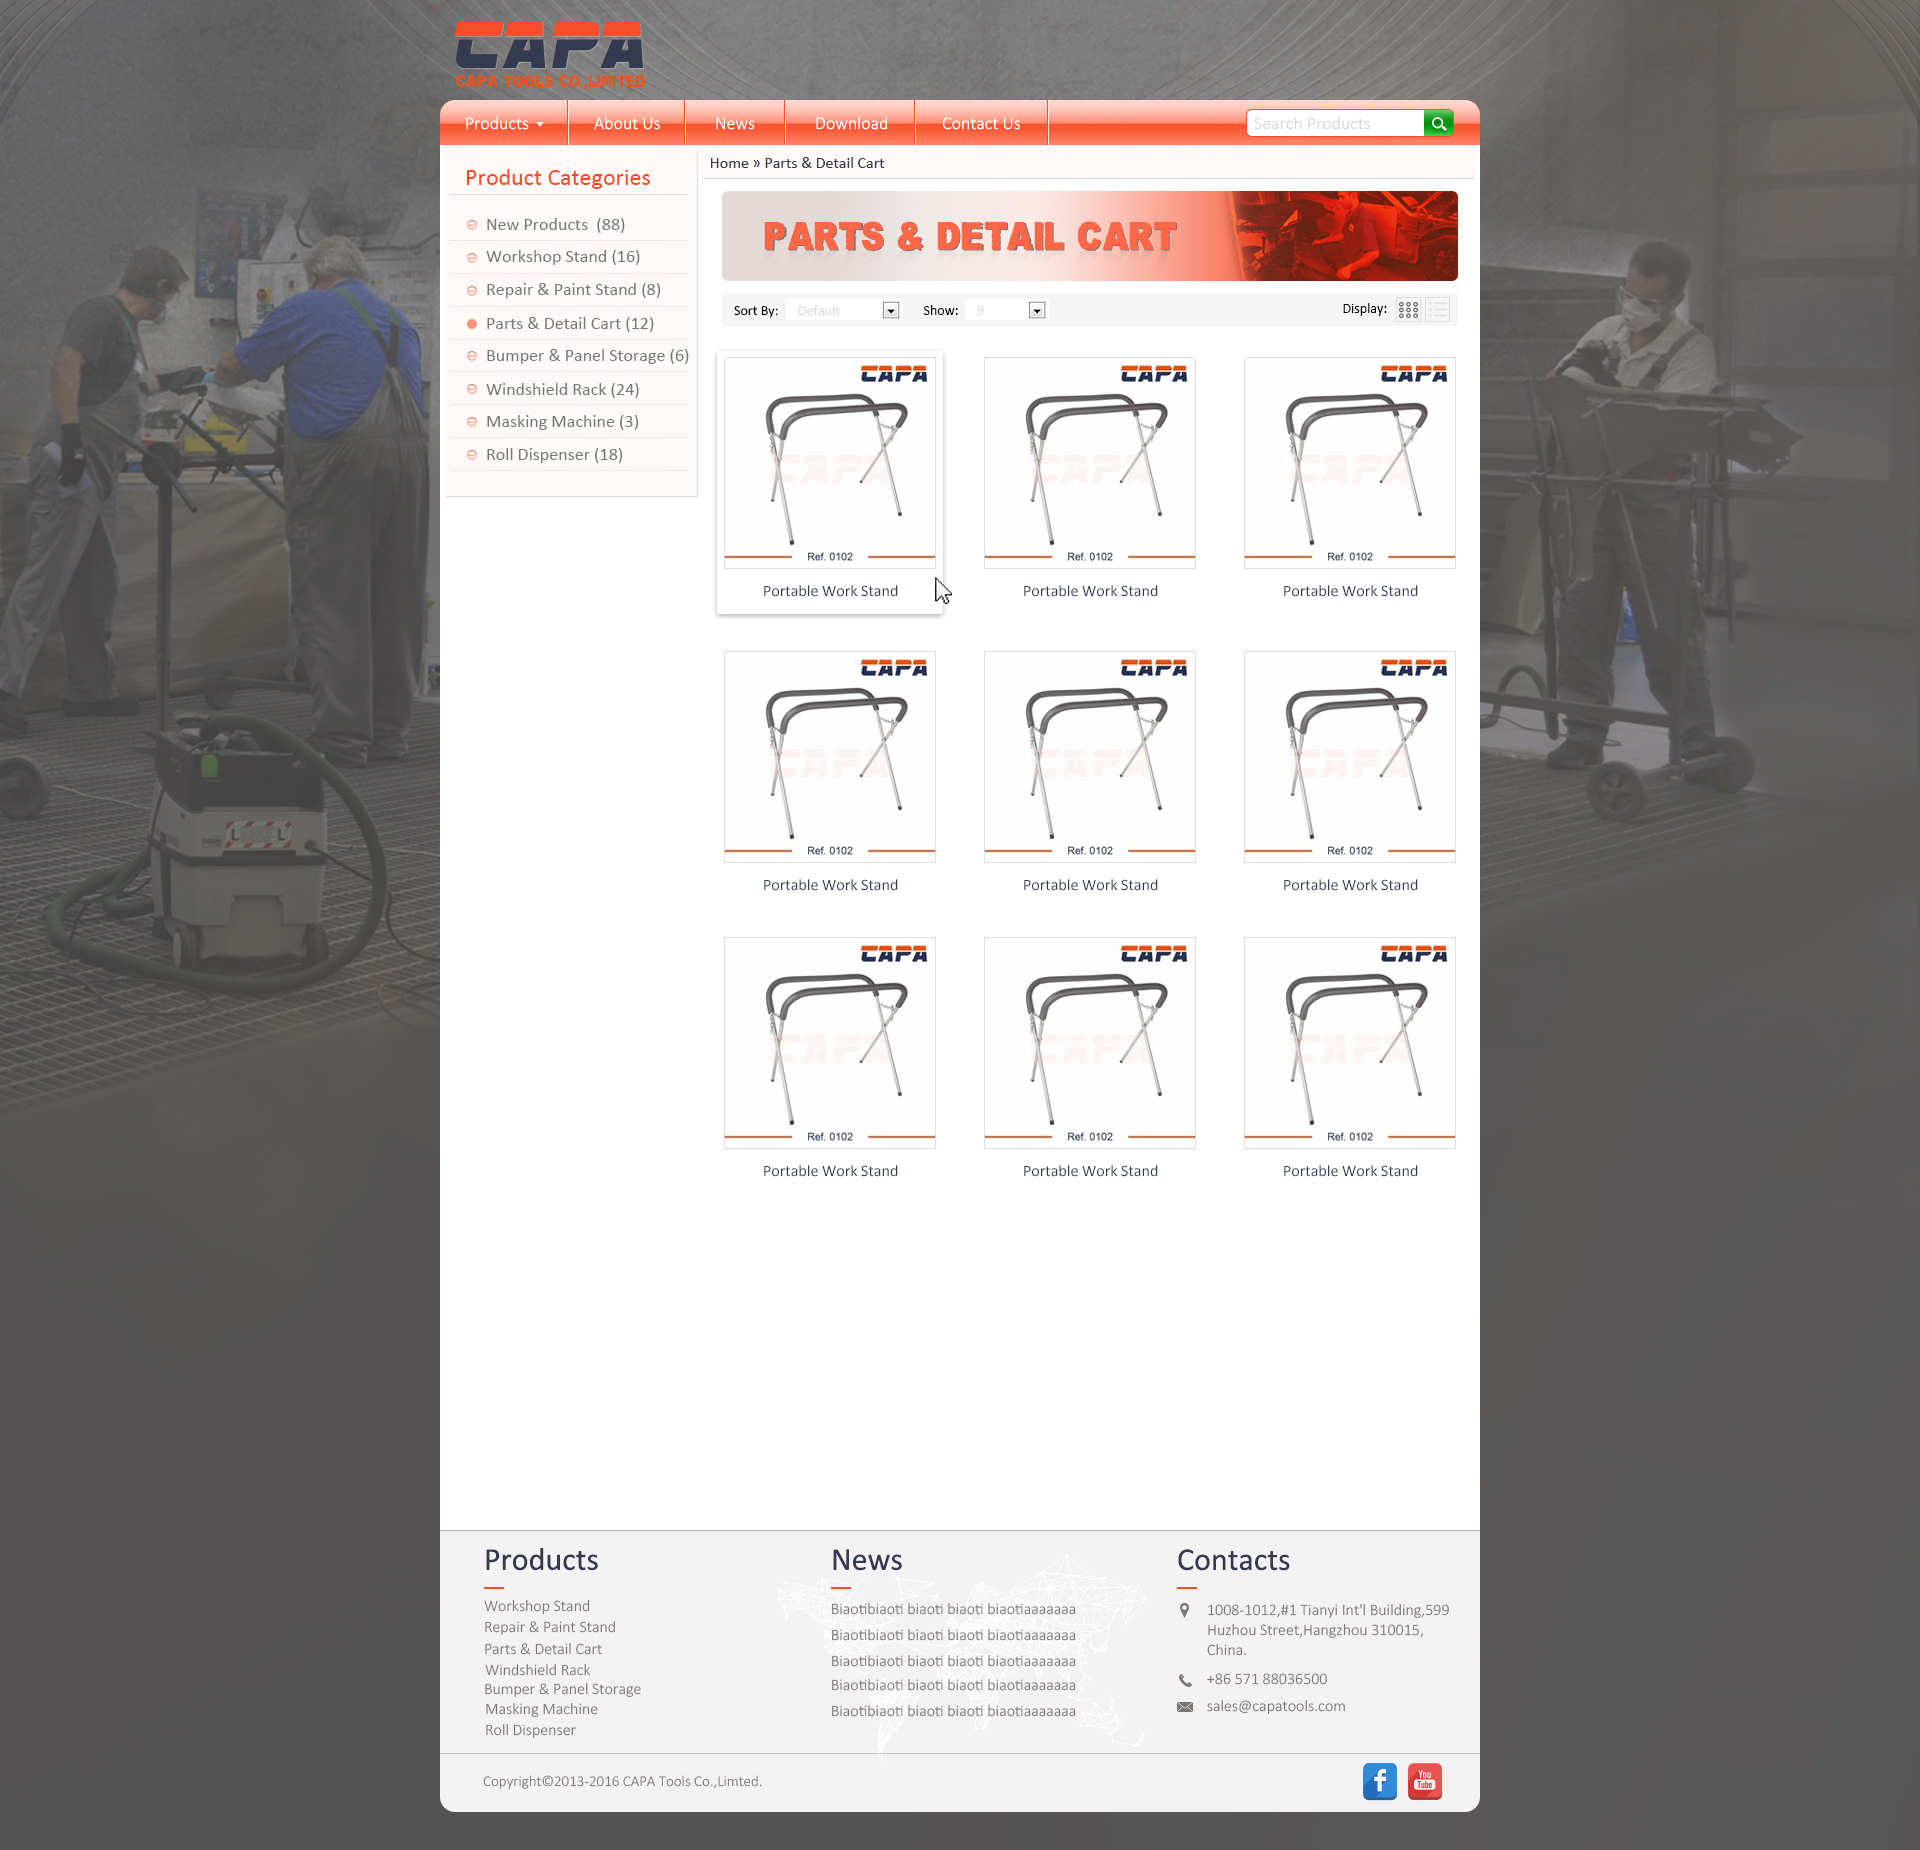 CAPA
CAPA TOOLS CO.,LIMITED
Products
About Us
News
Download
Contact Us
Search Products
Product Categories
New Products (88)
Workshop Stand (16)
Repair & Paint Stand (8)
Parts & Detail Cart (12)
Bumper & Panel Storage (6)
Windshield Rack (24)
Masking Machine (3)
Roll Dispenser (18)
Home » Parts & Detail Cart
PARTS & DETAIL CART
Sort By: Default
Show: 9
Display:
CAPA
CAPA
Ref. 0102
Portable Work Stand
CAPA
CAPA
Ref. 0102
Portable Work Stand
CAPA
CAPA
Ref. 0102
Portable Work Stand
CAPA
CAPA
Ref. 0102
Portable Work Stand
CAPA
CAPA
Ref. 0102
Portable Work Stand
CAPA
CAPA
Ref. 0102
Portable Work Stand
CAPA
CAPA
Ref. 0102
Portable Work Stand
CAPA
CAPA
Ref. 0102
Portable Work Stand
CAPA
CAPA
Ref. 0102
Portable Work Stand
Products
Workshop Stand
Repair & Paint Stand
Parts & Detail Cart
Windshield Rack
Bumper & Panel Storage
Masking Machine
Roll Dispenser
News
Biaotibiaoti biaoti biaoti biaotiaaaaaaa
Biaotibiaoti biaoti biaoti biaotiaaaaaaa
Biaotibiaoti biaoti biaoti biaotiaaaaaaa
Biaotibiaoti biaoti biaoti biaotiaaaaaaa
Biaotibiaoti biaoti biaoti biaotiaaaaaaa
Contacts
1008-1012,#1 Tianyi Int'l Building,599
Huzhou Street,Hangzhou 310015,
China.
+86 571 88036500
sales@capatools.com
Copyright©2013-2016 CAPA Tools Co.,Limted.
f
You
Tube